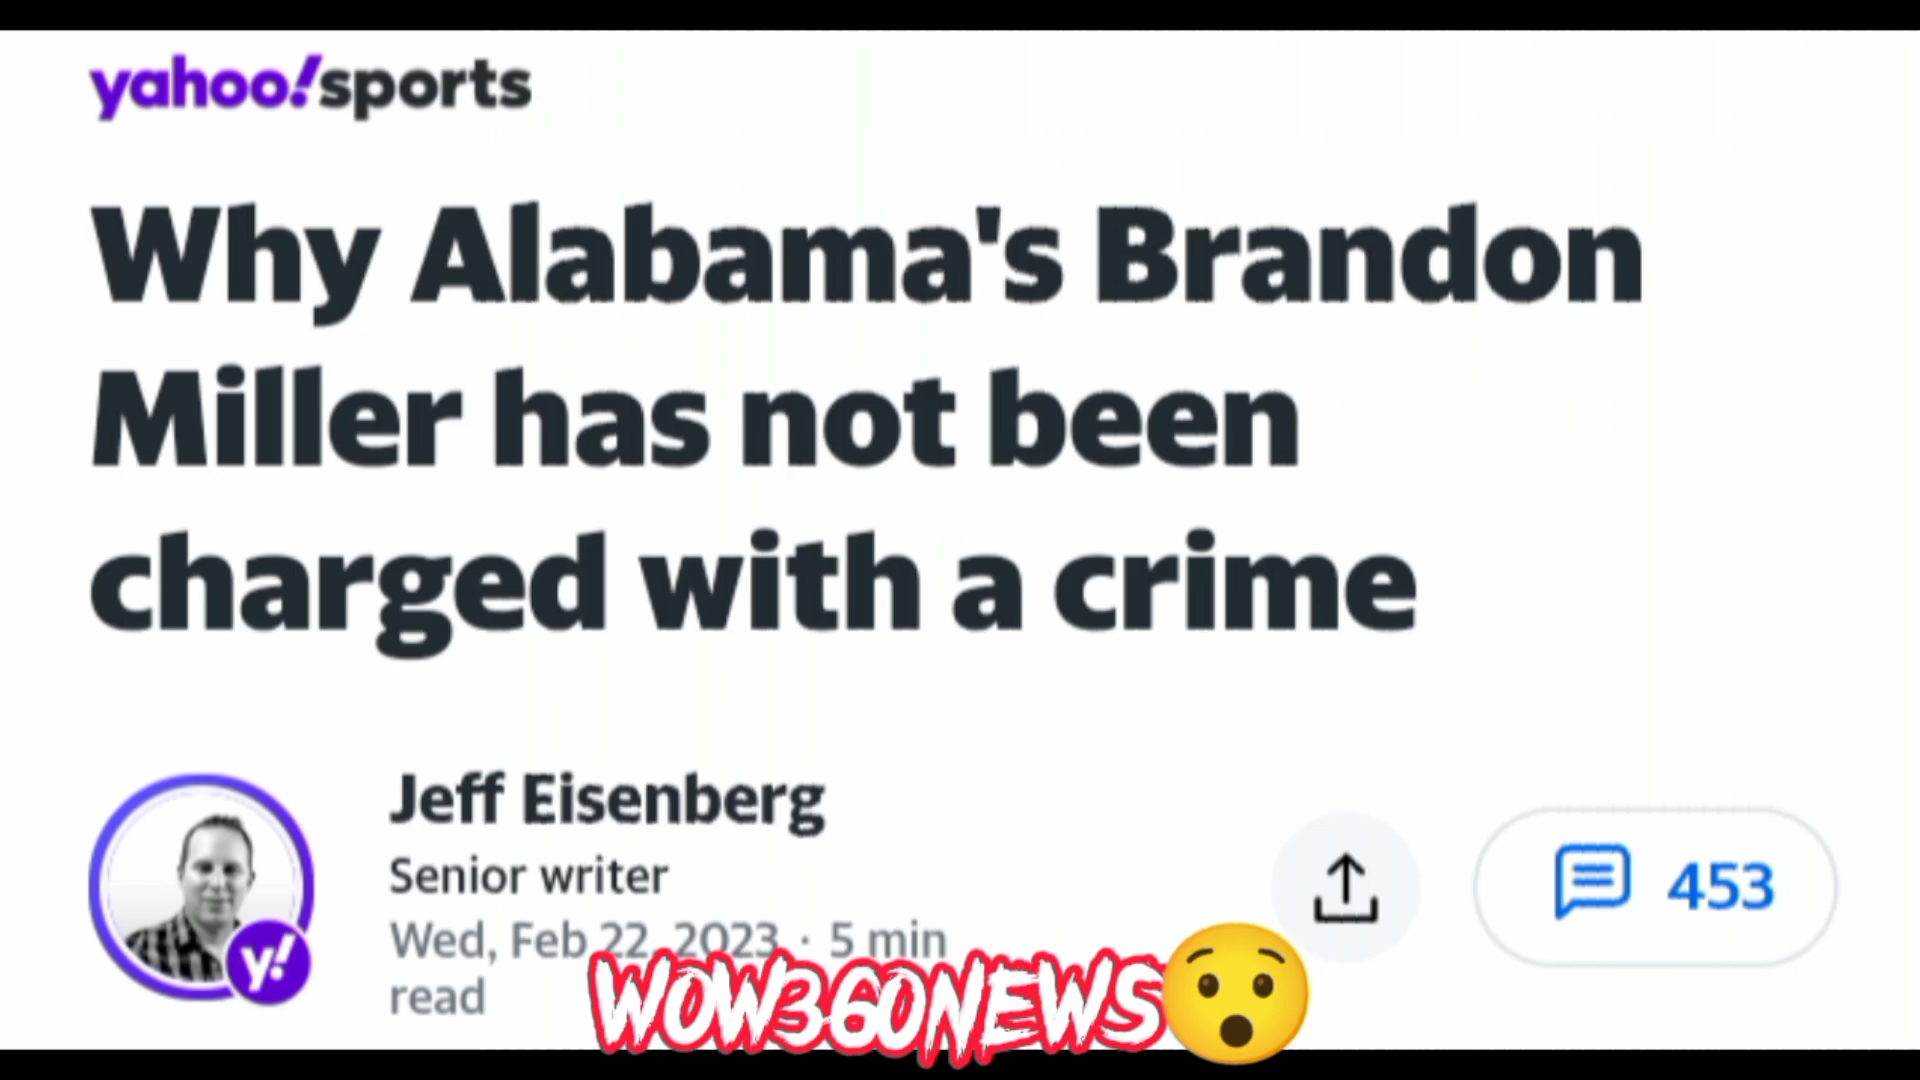 yahoo!sports
Why Alabama's Brandon
Miller has not been
charged with a crime
Jeff Eisenberg
Senior writer
Wed, Feb 22, 2023 · 5 min
read
y!
453
WOW360NEWS